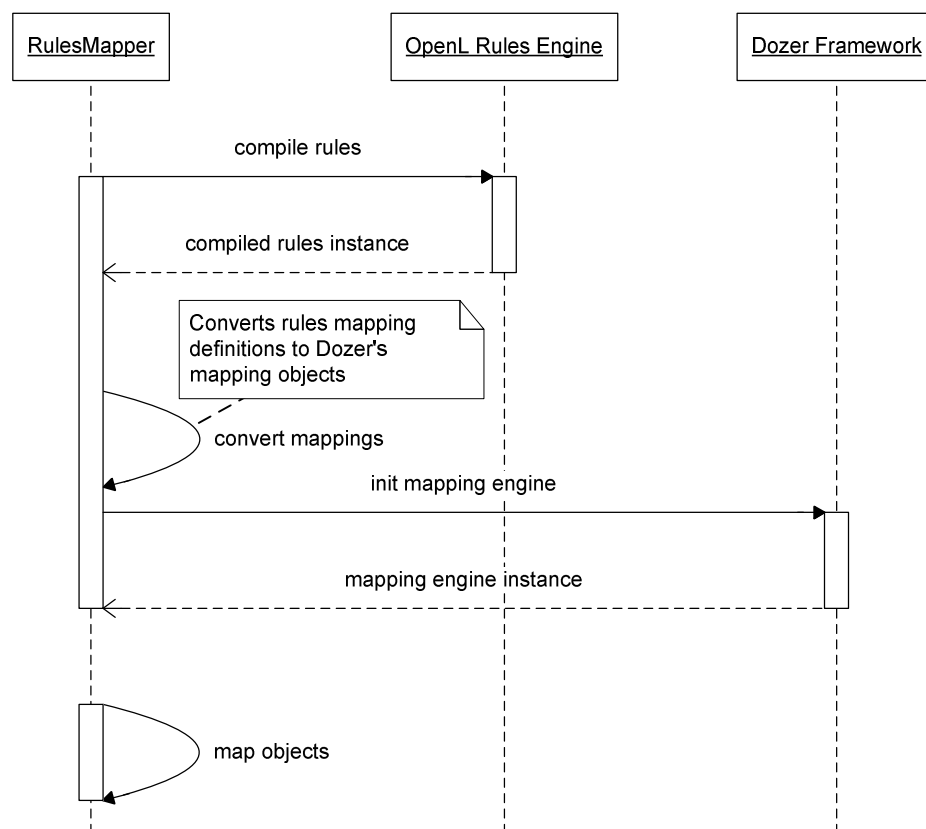 RulesMapper
OpenL Rules Engine
Dozer Framework
compile rules
compiled rules instance
Converts rules mapping
definitions to Dozer's
mapping objects
convert mappings
init mapping engine
mapping engine instance
map objects